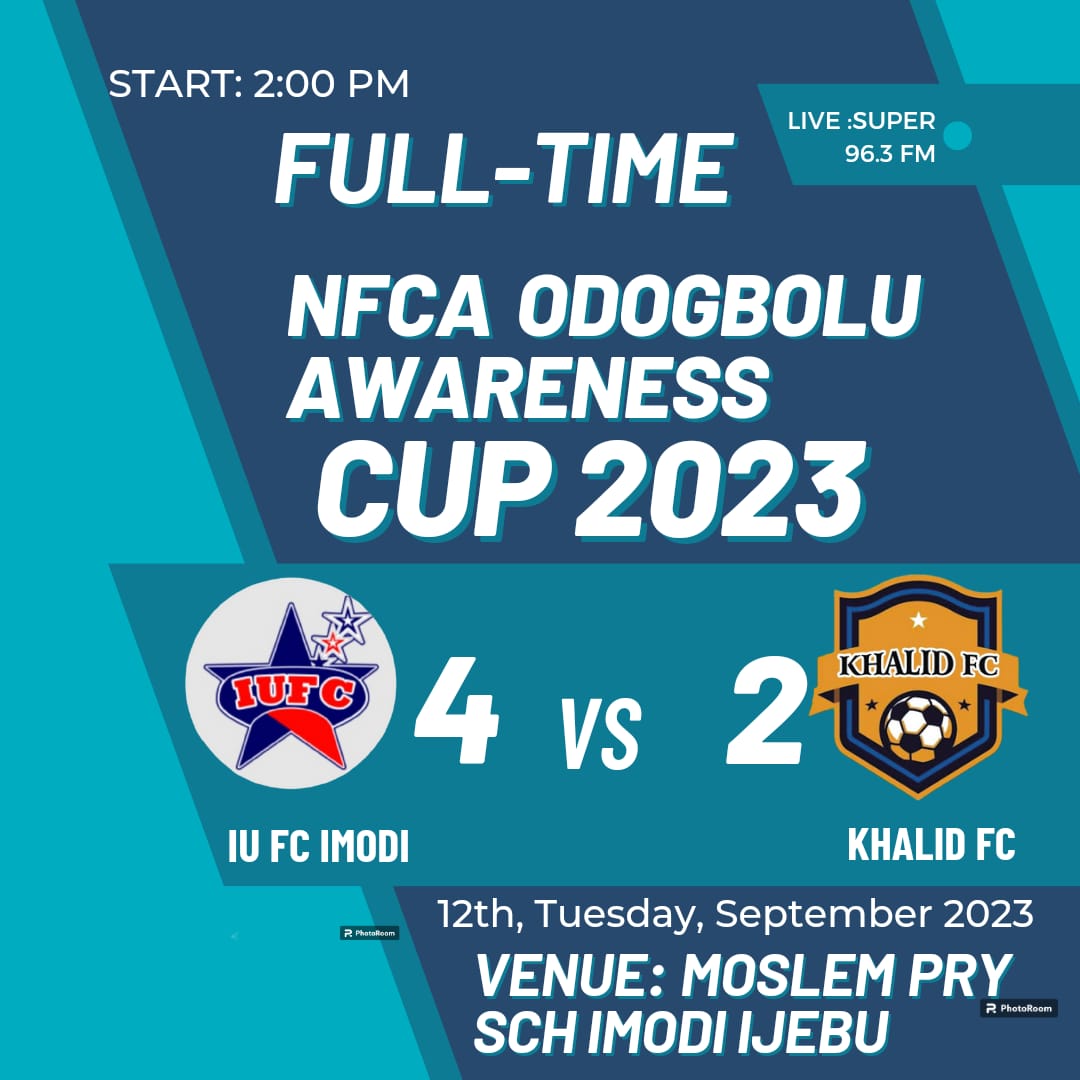 START: 2:00 PM
LIVE :SUPER
96.3 FM
FULL-TIME
NFCA ODOGBOLU
AWARENESS
CUP 2023
IUFC
4 VS 2
KHALID FC
IU FC IMODI
KHALID FC
12th, Tuesday, September 2023
PhotoRoom
VENUE: MOSLEM PRY
PhotoRoom
SCH IMODI IJEBU